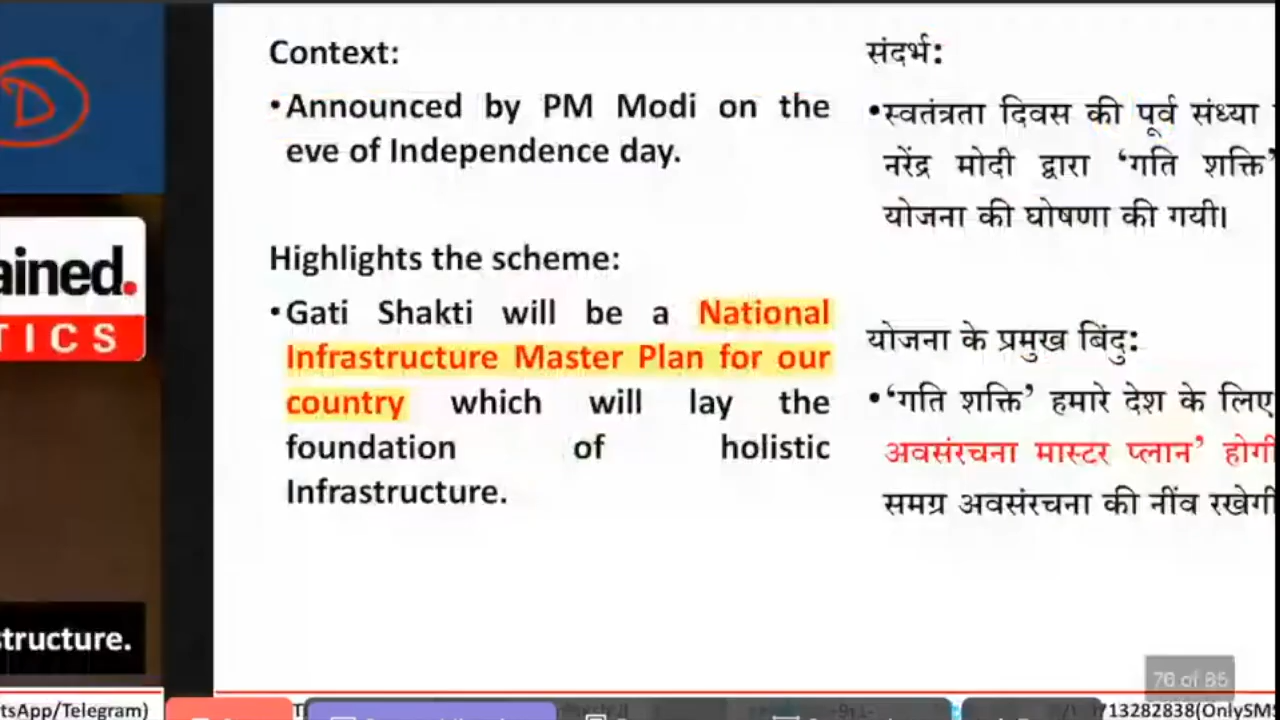 D
ained.
TICS
structure.
tsApp/Telegram)
Context:
•Announced by PM Modi on the
eve of Independence day.
Highlights the scheme:
•Gati Shakti will be a National
Infrastructure Master Plan for our
country which will lay the
foundation of holistic
Infrastructure.
संदर्भ:
•स्वतंत्रता दिवस की पूर्व संध्या
नरेंद्र मोदी द्वारा ‘गति शक्ति’
योजना की घोषणा की गयी।
योजना के प्रमुख बिंदु:
•‘गति शक्ति’ हमारे देश के लिए
अवसंरचना मास्टर प्लान’ होगी
समग्र अवसंरचना की नींव रखेगी
76 of 85
13282838(OnlySMS